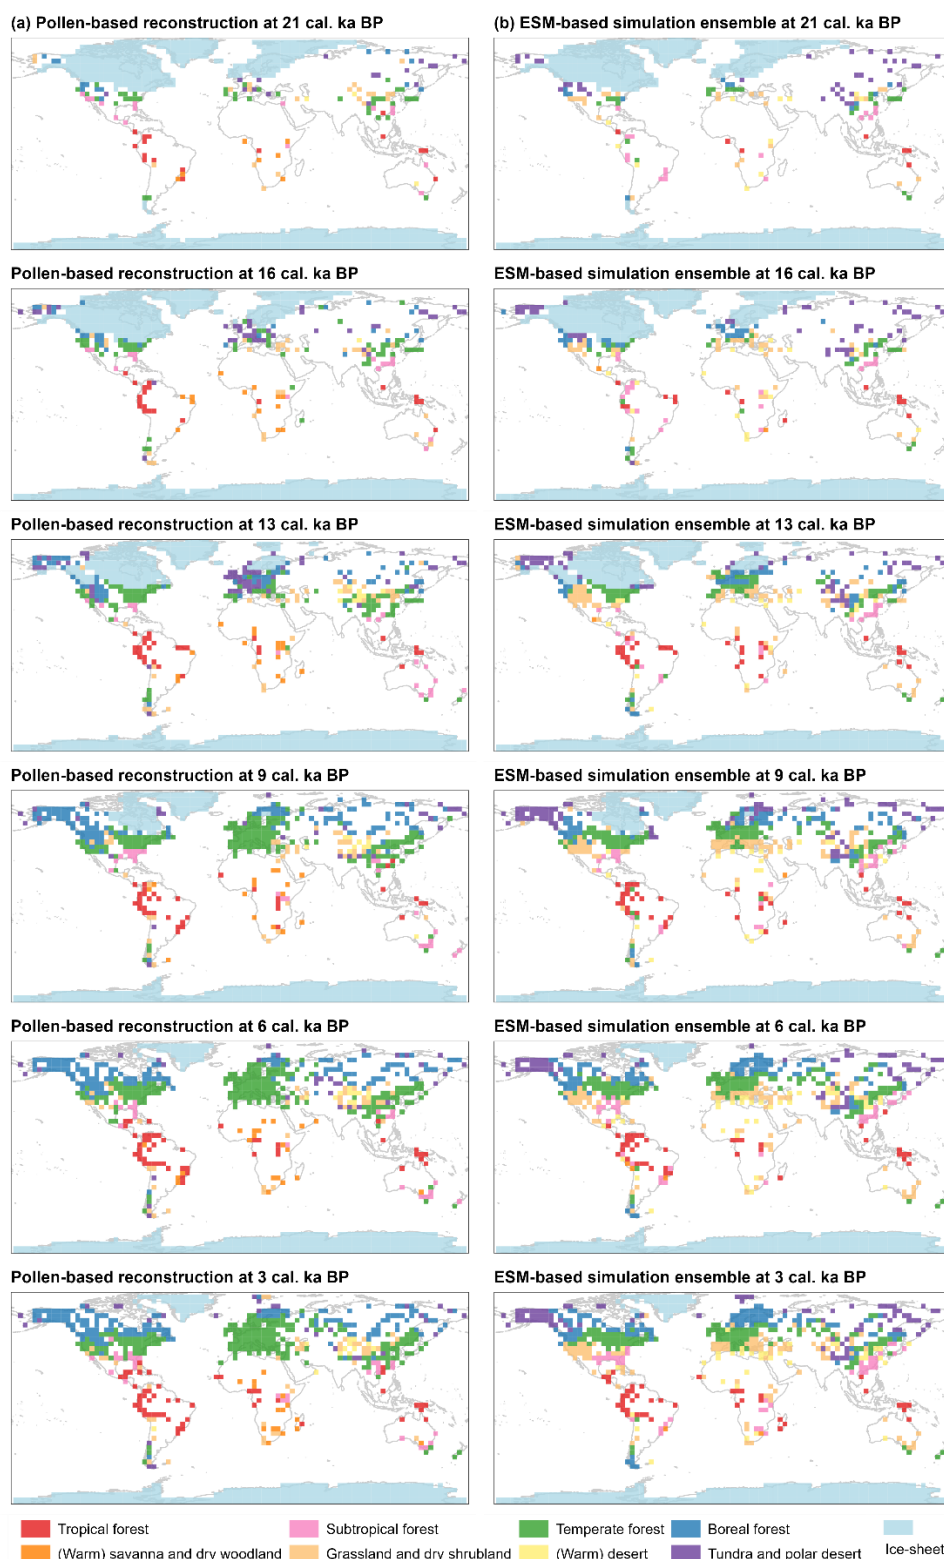 (a) Pollen-based reconstruction at 21 cal. ka BP
(b) ESM-based simulation ensemble at 21 cal. ka BP
Pollen-based reconstruction at 16 cal. ka BP
ESM-based simulation ensemble at 16 cal. ka BP
Pollen-based reconstruction at 13 cal. ka BP
ESM-based simulation ensemble at 13 cal. ka BP
Pollen-based reconstruction at 9 cal. ka BP
ESM-based simulation ensemble at 9 cal. ka BP
Pollen-based reconstruction at 6 cal. ka BP
ESM-based simulation ensemble at 6 cal. ka BP
Pollen-based reconstruction at 3 cal. ka BP
ESM-based simulation ensemble at 3 cal. ka BP
Tropical forest
Subtropical forest
Temperate forest
Boreal forest
(Warm) savanna and dry woodland
Grassland and dry shrubland
(Warm) desert
Tundra and polar desert
Ice-sheet